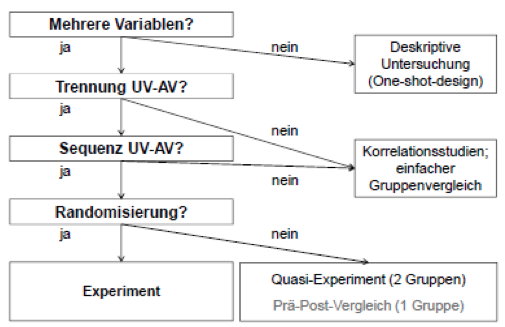 Mehrere Variablen?
ja
nein
Deskriptive
Untersuchung
(One-shot-design)
Trennung UV-AV?
ja
nein
Sequenz UV-AV?
ja
nein
Korrelationsstudien;
einfacher
Gruppenvergleich
Randomisierung?
ja
nein
Experiment
Quasi-Experiment (2 Gruppen)
Prä-Post-Vergleich (1 Gruppe)